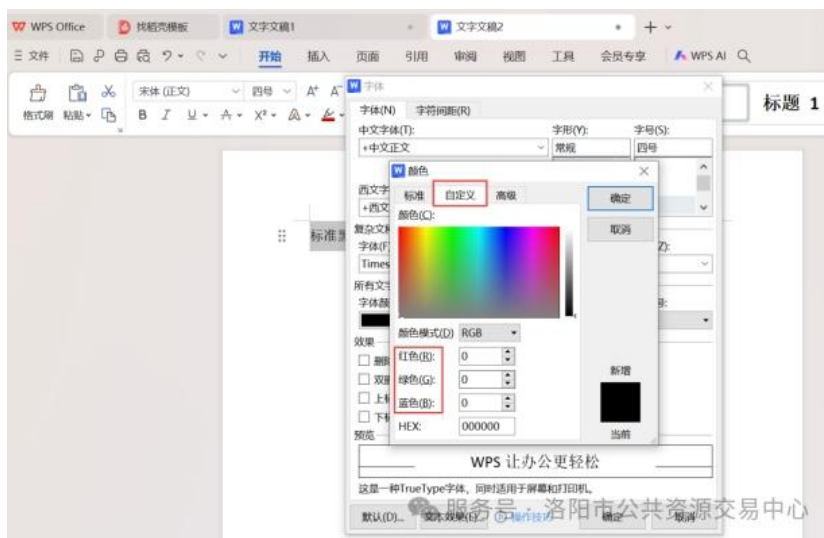 WPS Office 找稻壳模板 文字文稿1 文字文稿2
文件 开始 插入 页面 引用 审阅 视图 工具 会员专享 WPS AI
格式刷 粘贴 宋体 (正文) 四号 A+ A- 标题 1
B I U A X² A
字体
字体(N) 字符间距(R)
中文字体(T): 字形(Y): 字号(S):
+中文正文 常规 四号
颜色
标准 自定义 高级 确定
西文字
+西文
颜色(C):
取消
标准黑
字体(F) Z):
Times
所有文字
字体颜 号:
颜色模式(D) RGB
效果
红色(R): 0
绿色(G): 0 新增
蓝色(B): 0
HEX: 000000 当前
预览
WPS 让办公更轻松
这是一种TrueType字体，同时适用于屏幕和打印机。
默认(D)... 文本效果(E)... 操作技巧 确定 取消
服务号 · 洛阳市公共资源交易中心